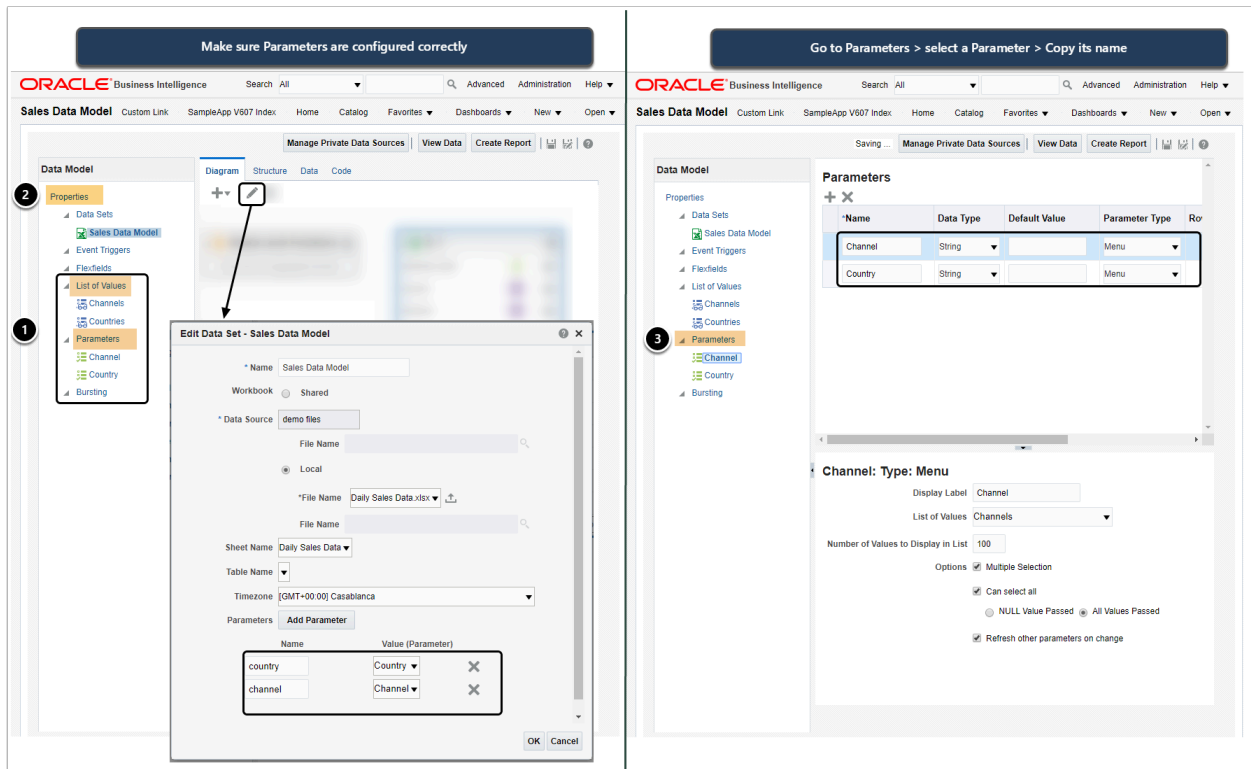 Make sure Parameters are configured correctly
ORACLE Business Intelligence Search All Advanced Administration Help
Sales Data Model Custom Link SampleApp V607 Index Home Catalog Favorites Dashboards New Open
Manage Private Data Sources View Data Create Report
Data Model
Diagram Structure Data Code
2
Properties
Data Sets
Sales Data Model
Event Triggers
Flexfields
List of Values
Channels
Countries
1
Parameters
Channel
Country
Bursting
Edit Data Set - Sales Data Model
* Name Sales Data Model
Workbook Shared
* Data Source demo files
File Name
Local
*File Name Daily Sales Data.xlsx
File Name
Sheet Name Daily Sales Data
Table Name
Timezone [GMT+00:00] Casablanca
Parameters Add Parameter
Name Value (Parameter)
country Country
channel Channel
OK Cancel
Go to Parameters > select a Parameter > Copy its name
ORACLE Business Intelligence Search All Advanced Administration Help
Sales Data Model Custom Link SampleApp V607 Index Home Catalog Favorites Dashboards New Open
Saving ... Manage Private Data Sources View Data Create Report
Data Model
Properties
Data Sets
Sales Data Model
Event Triggers
Flexfields
List of Values
Channels
Countries
3
Parameters
Channel
Country
Bursting
Parameters
*Name Data Type Default Value Parameter Type
Channel String Menu
Country String Menu
Channel: Type: Menu
Display Label Channel
List of Values Channels
Number of Values to Display in List 100
Options Multiple Selection
Can select all
NULL Value Passed All Values Passed
Refresh other parameters on change